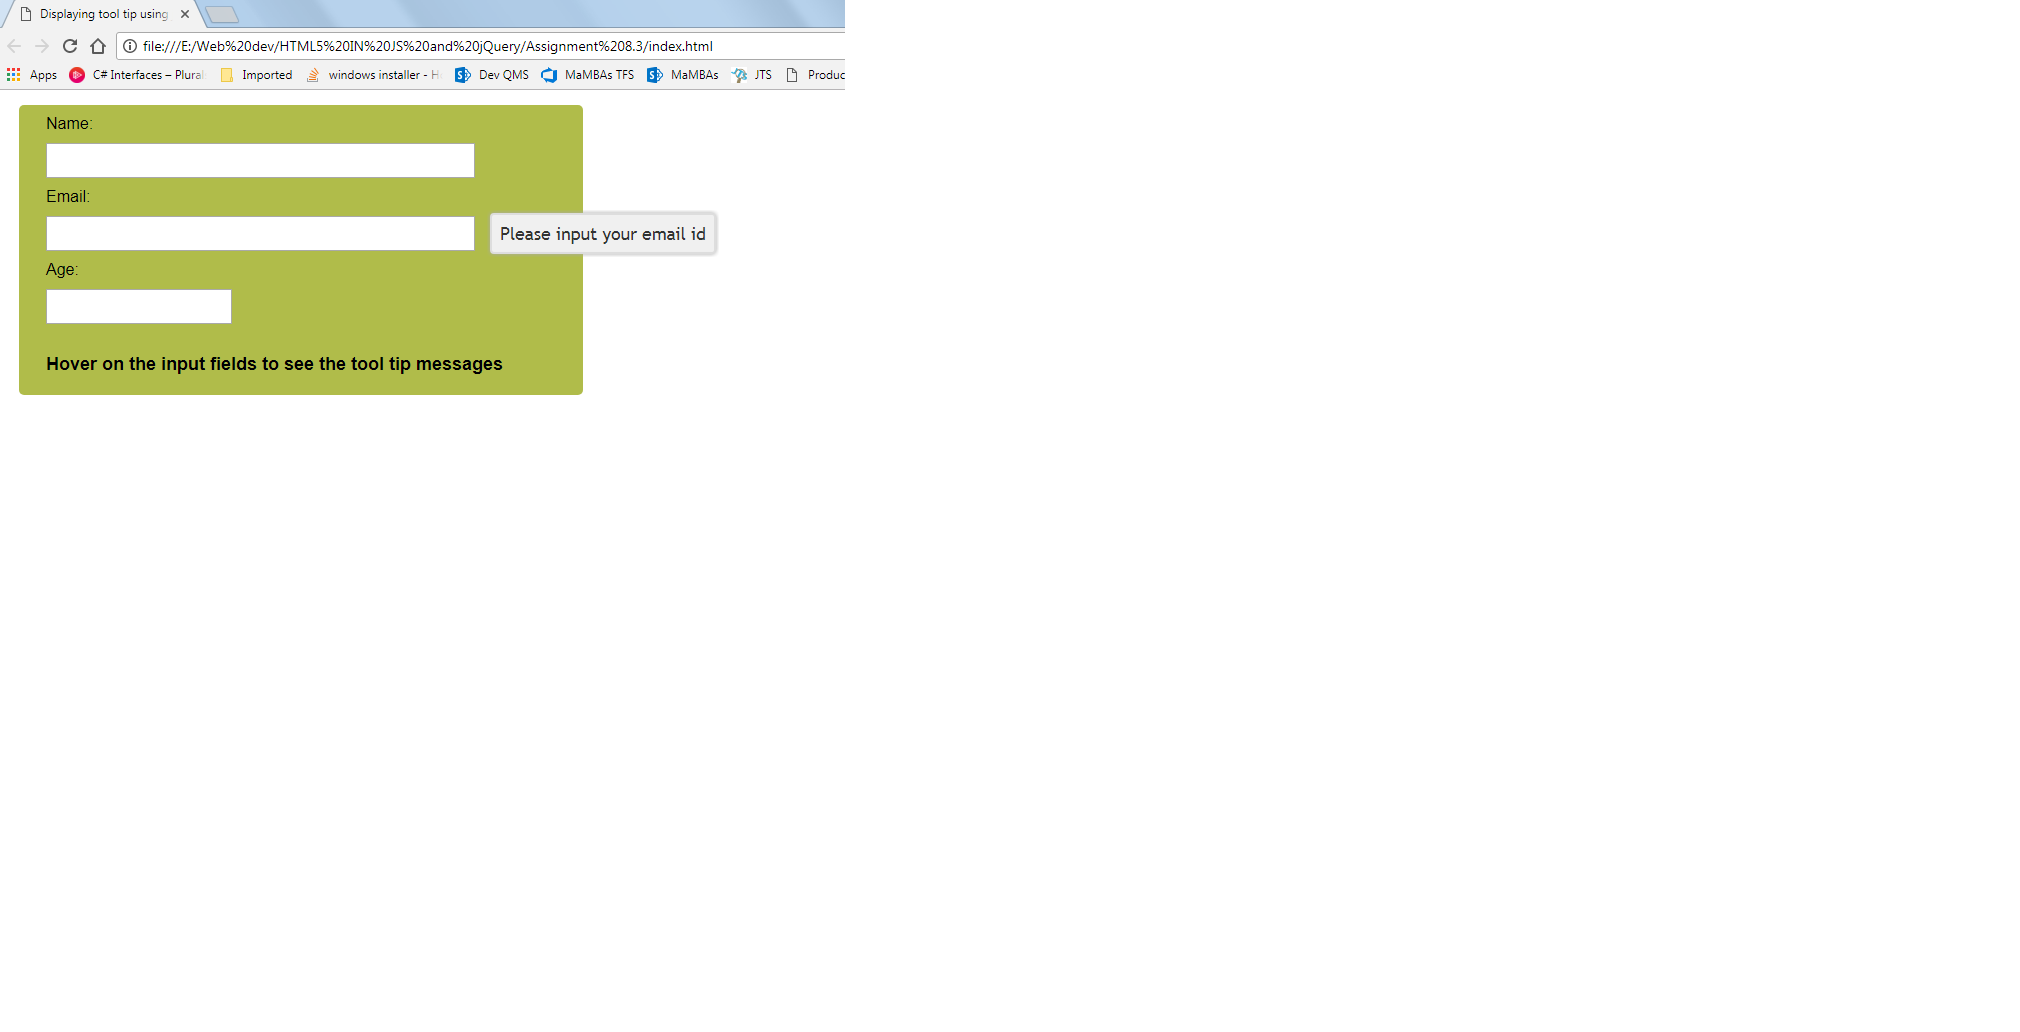 Displaying tool tip using
file:///E:/Web%20dev/HTML5%20IN%20JS%20and%20jQuery/Assignment%208.3/index.html
Apps C# Interfaces – Plural Imported windows installer - H Dev QMS MaMBAs TFS MaMBAs JTS Produc
Name:
Email:
Please input your email id
Age:
Hover on the input fields to see the tool tip messages